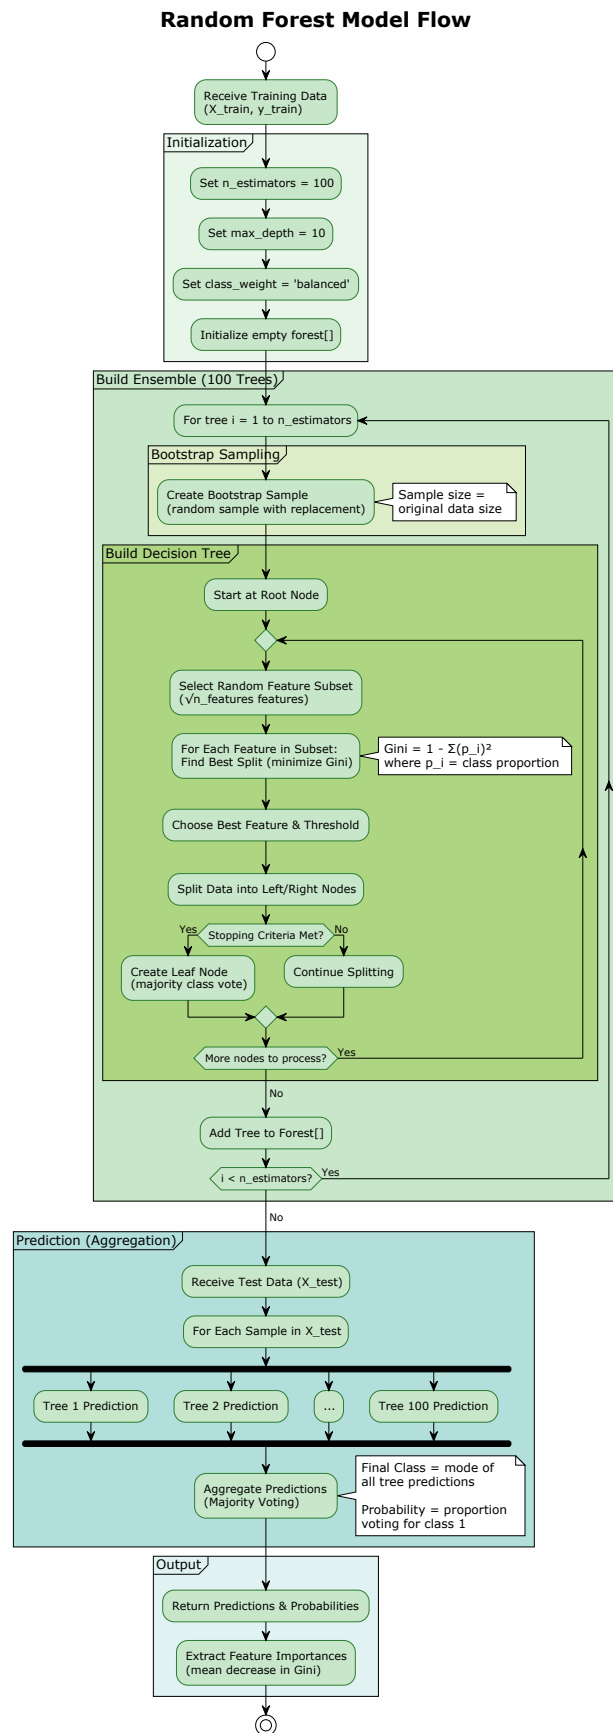 Random Forest Model Flow
Receive Training Data
(X_train, y_train)
Initialization
Set n_estimators = 100
Set max_depth = 10
Set class_weight = 'balanced'
Initialize empty forest[]
Build Ensemble (100 Trees)
For tree i = 1 to n_estimators
Bootstrap Sampling
Create Bootstrap Sample
(random sample with replacement)
Sample size =
original data size
Build Decision Tree
Start at Root Node
Select Random Feature Subset
(√n_features features)
For Each Feature in Subset:
Find Best Split (minimize Gini)
Gini = 1 - Σ(p_i)²
where p_i = class proportion
Choose Best Feature & Threshold
Split Data into Left/Right Nodes
Yes
Stopping Criteria Met?
No
Create Leaf Node
(majority class vote)
Continue Splitting
More nodes to process?
Yes
No
Add Tree to Forest[]
i < n_estimators?
Yes
No
Prediction (Aggregation)
Receive Test Data (X_test)
For Each Sample in X_test
Tree 1 Prediction
Tree 2 Prediction
...
Tree 100 Prediction
Aggregate Predictions
(Majority Voting)
Final Class = mode of
all tree predictions
Probability = proportion
voting for class 1
Output
Return Predictions & Probabilities
Extract Feature Importances
(mean decrease in Gini)